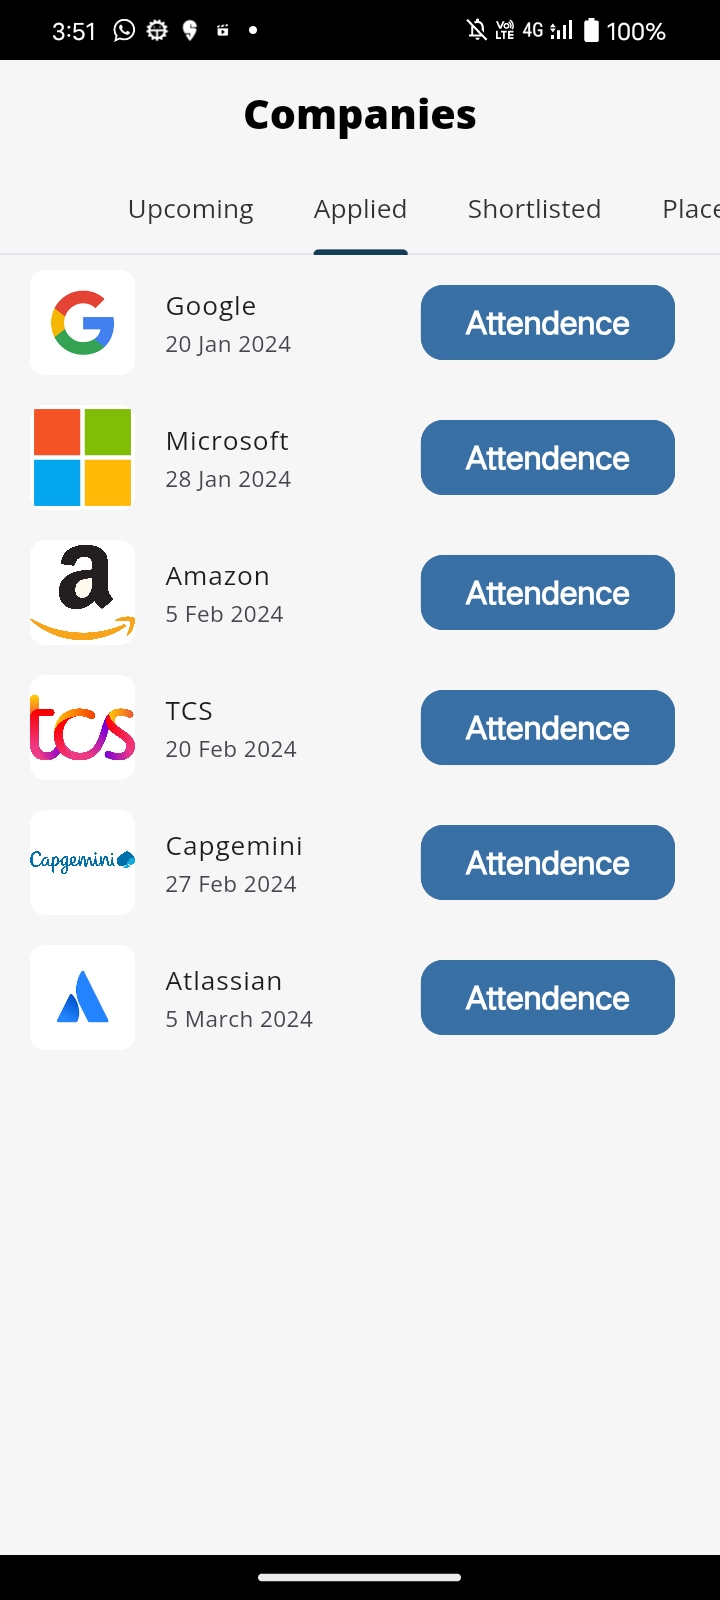 3:51 Vo) LTE 4G 100%
Companies
Upcoming Applied Shortlisted Place
Google
20 Jan 2024
Attendence
Microsoft
28 Jan 2024
Attendence
a
Amazon
5 Feb 2024
Attendence
tcs
TCS
20 Feb 2024
Attendence
Capgemini
Capgemini
27 Feb 2024
Attendence
Atlassian
5 March 2024
Attendence